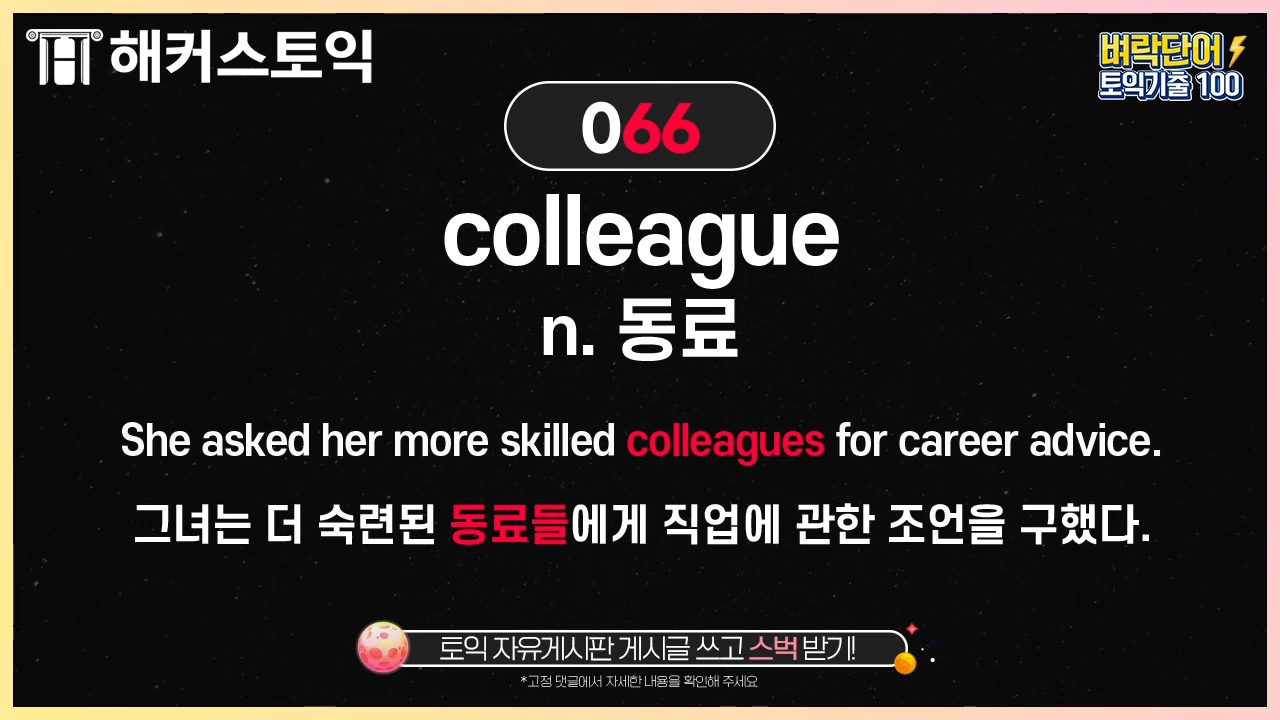 해커스토익
벼락단어
토익기출 100
066
colleague
n. 동료
She asked her more skilled colleagues for career advice.
그녀는 더 숙련된 동료들에게 직업에 관한 조언을 구했다.
토익 자유게시판 게시글 쓰고 스벅 받기!
*고정 댓글에서 자세한 내용을 확인해 주세요